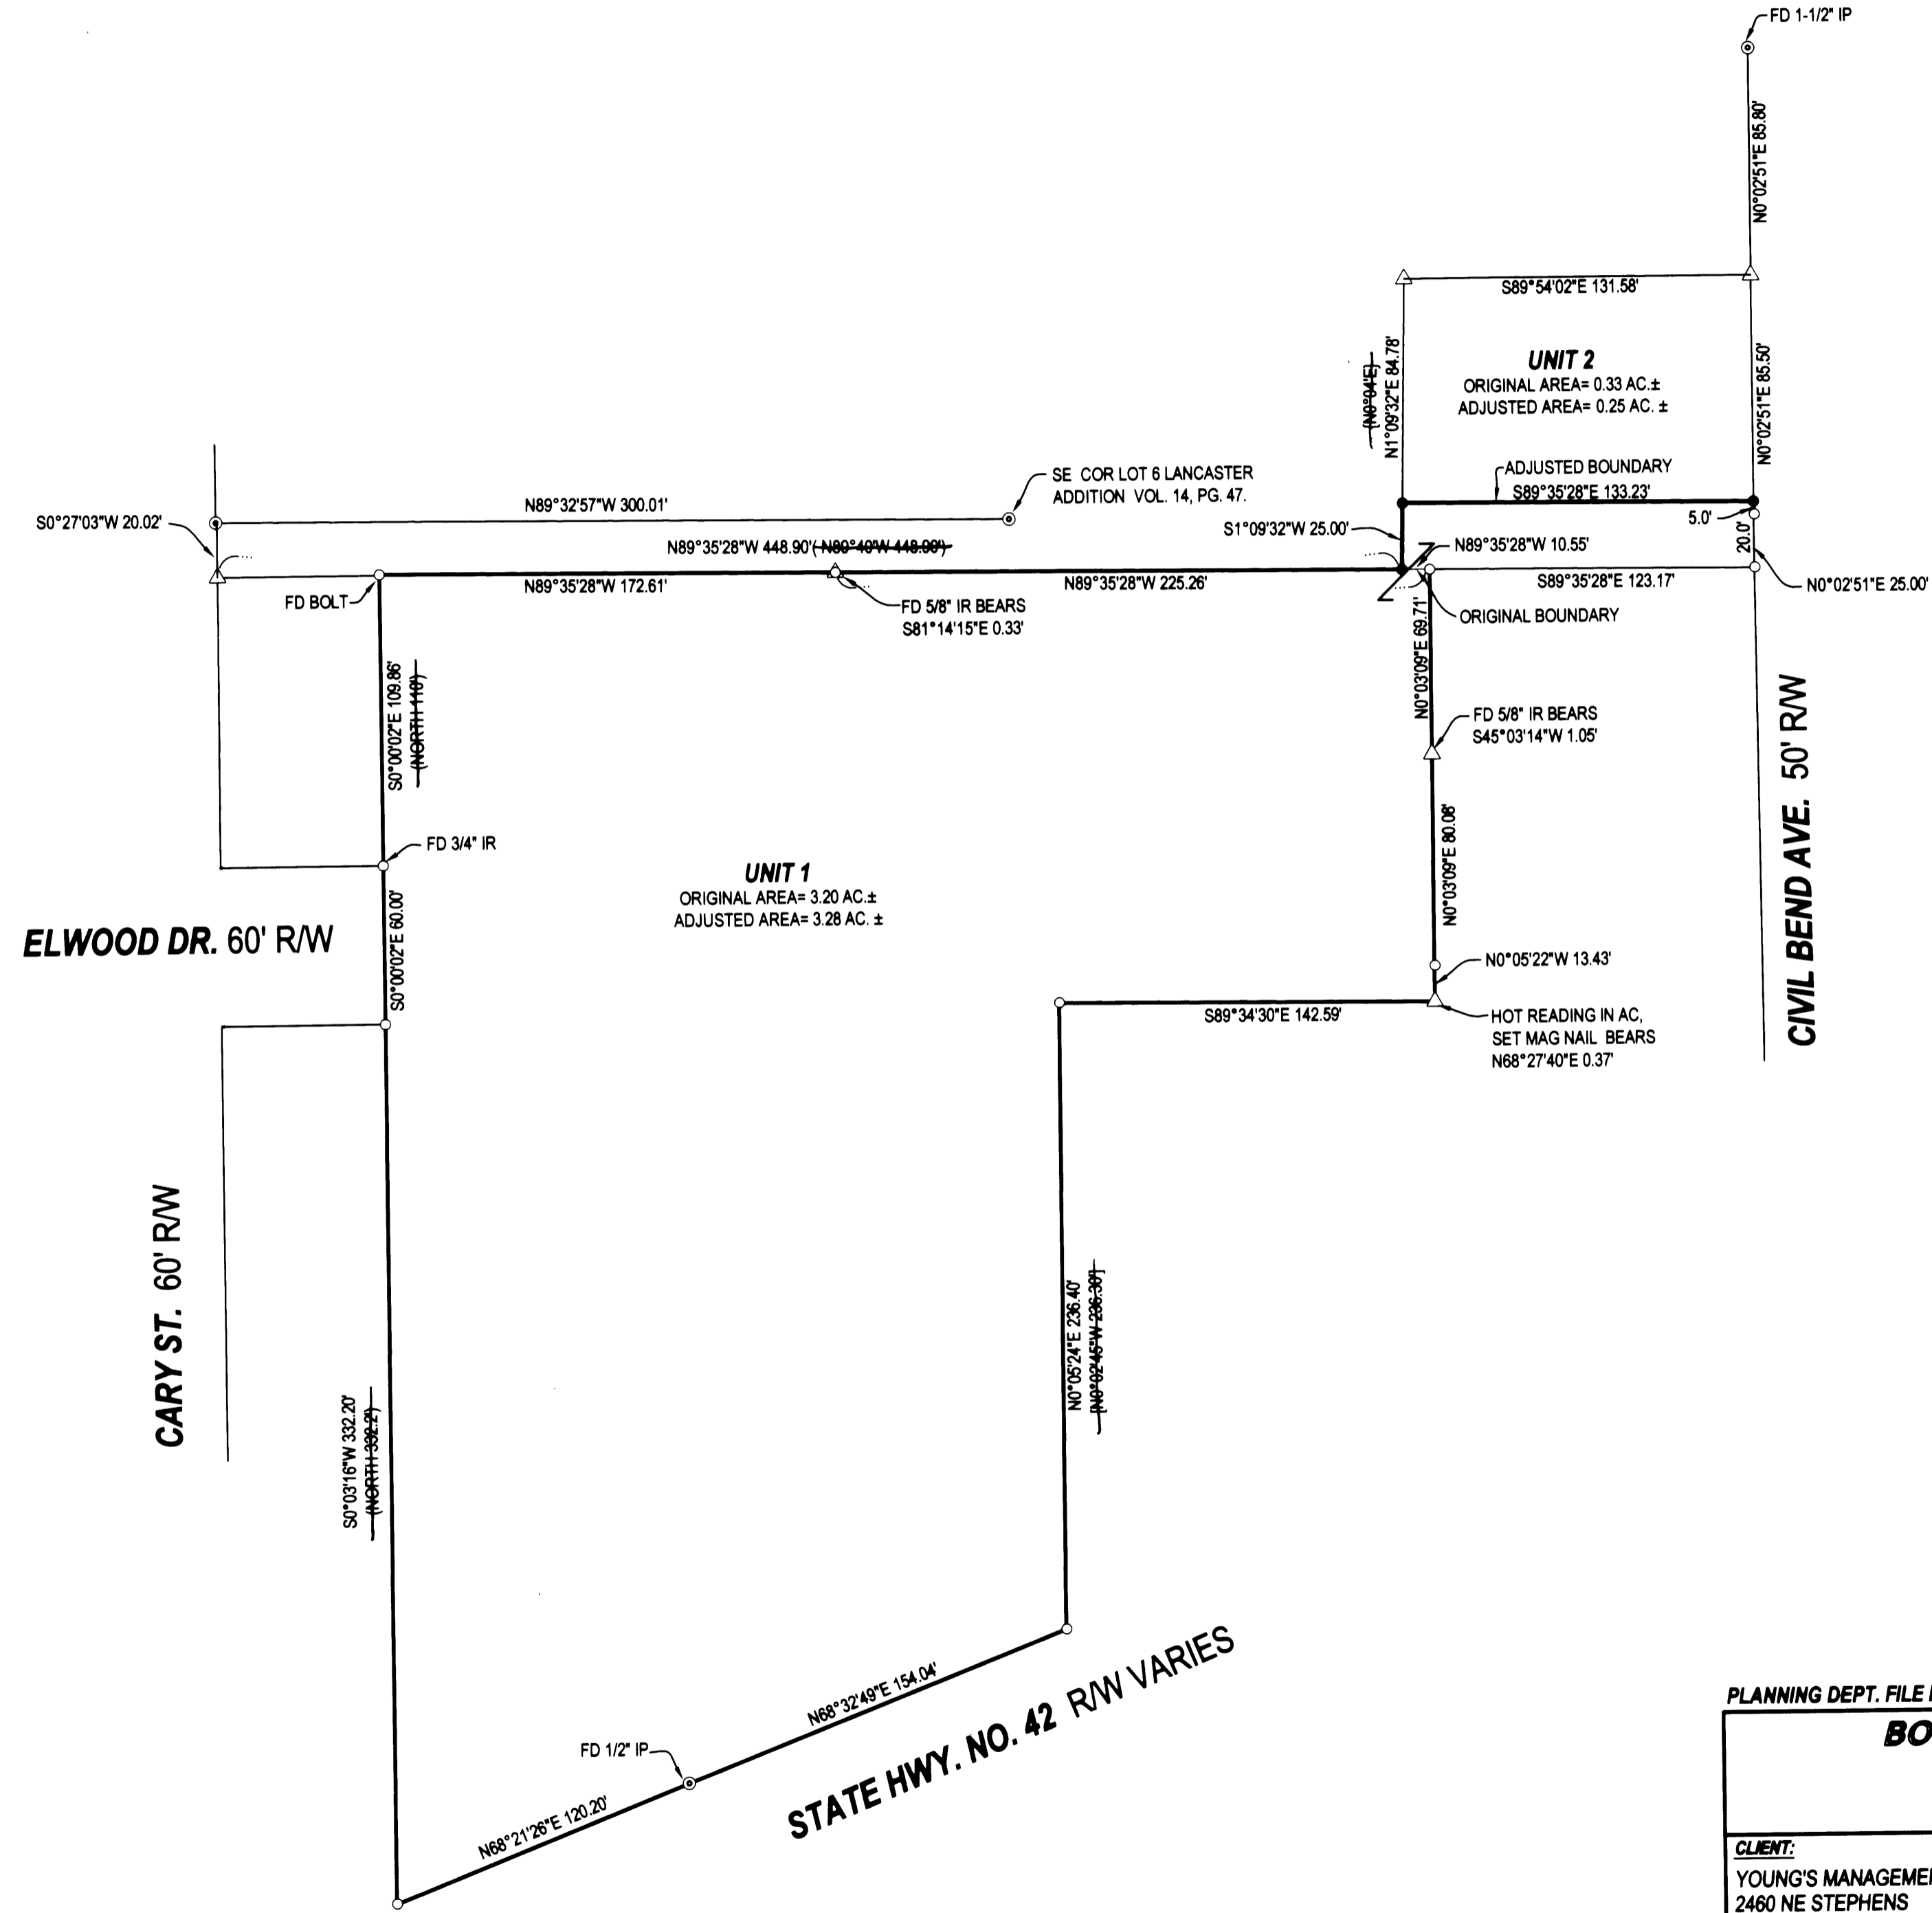 FD 1-1/2" IP
N0°02'51"E 85.80'
S89°54'02"E 131.58'
[N0°04'E]
N1°09'32"E 84.78'
UNIT 2
ORIGINAL AREA= 0.33 AC.±
ADJUSTED AREA= 0.25 AC. ±
N0°02'51"E 85.50'
ADJUSTED BOUNDARY
S89°35'28"E 133.23'
SE COR LOT 6 LANCASTER
ADDITION VOL. 14, PG. 47.
N89°32'57"W 300.01'
S0°27'03"W 20.02'
S1°09'32"W 25.00'
5.0'
20.0'
N89°35'28"W 448.90' (N89°40'W 448.90')
N89°35'28"W 10.55'
N89°35'28"W 172.61'
N89°35'28"W 225.26'
S89°35'28"E 123.17'
N0°02'51"E 25.00'
FD BOLT
FD 5/8" IR BEARS
S81°14'15"E 0.33'
ORIGINAL BOUNDARY
N0°03'09"E 69.71'
S0°00'02"E 109.86'
(NORTH 110')
FD 5/8" IR BEARS
S45°03'14"W 1.05'
CIVIL BEND AVE. 50' R/W
FD 3/4" IR
UNIT 1
ORIGINAL AREA= 3.20 AC.±
ADJUSTED AREA= 3.28 AC. ±
N0°03'09"E 80.08'
ELWOOD DR. 60' R/W
S0°00'02"E 60.00'
N0°05'22"W 13.43'
S89°34'30"E 142.59'
HOT READING IN AC,
SET MAG NAIL BEARS
N68°27'40"E 0.37'
CARY ST. 60' R/W
N0°05'24"E 236.40'
[N0°02'45"W 236.30']
S0°03'16"W 332.20'
(NORTH 332.2')
N68°32'49"E 154.04'
STATE HWY. NO. 42 R/W VARIES
FD 1/2" IP
N68°21'26"E 120.20'
PLANNING DEPT. FILE
BO
CLIENT:
YOUNG'S MANAGEME
2460 NE STEPHENS